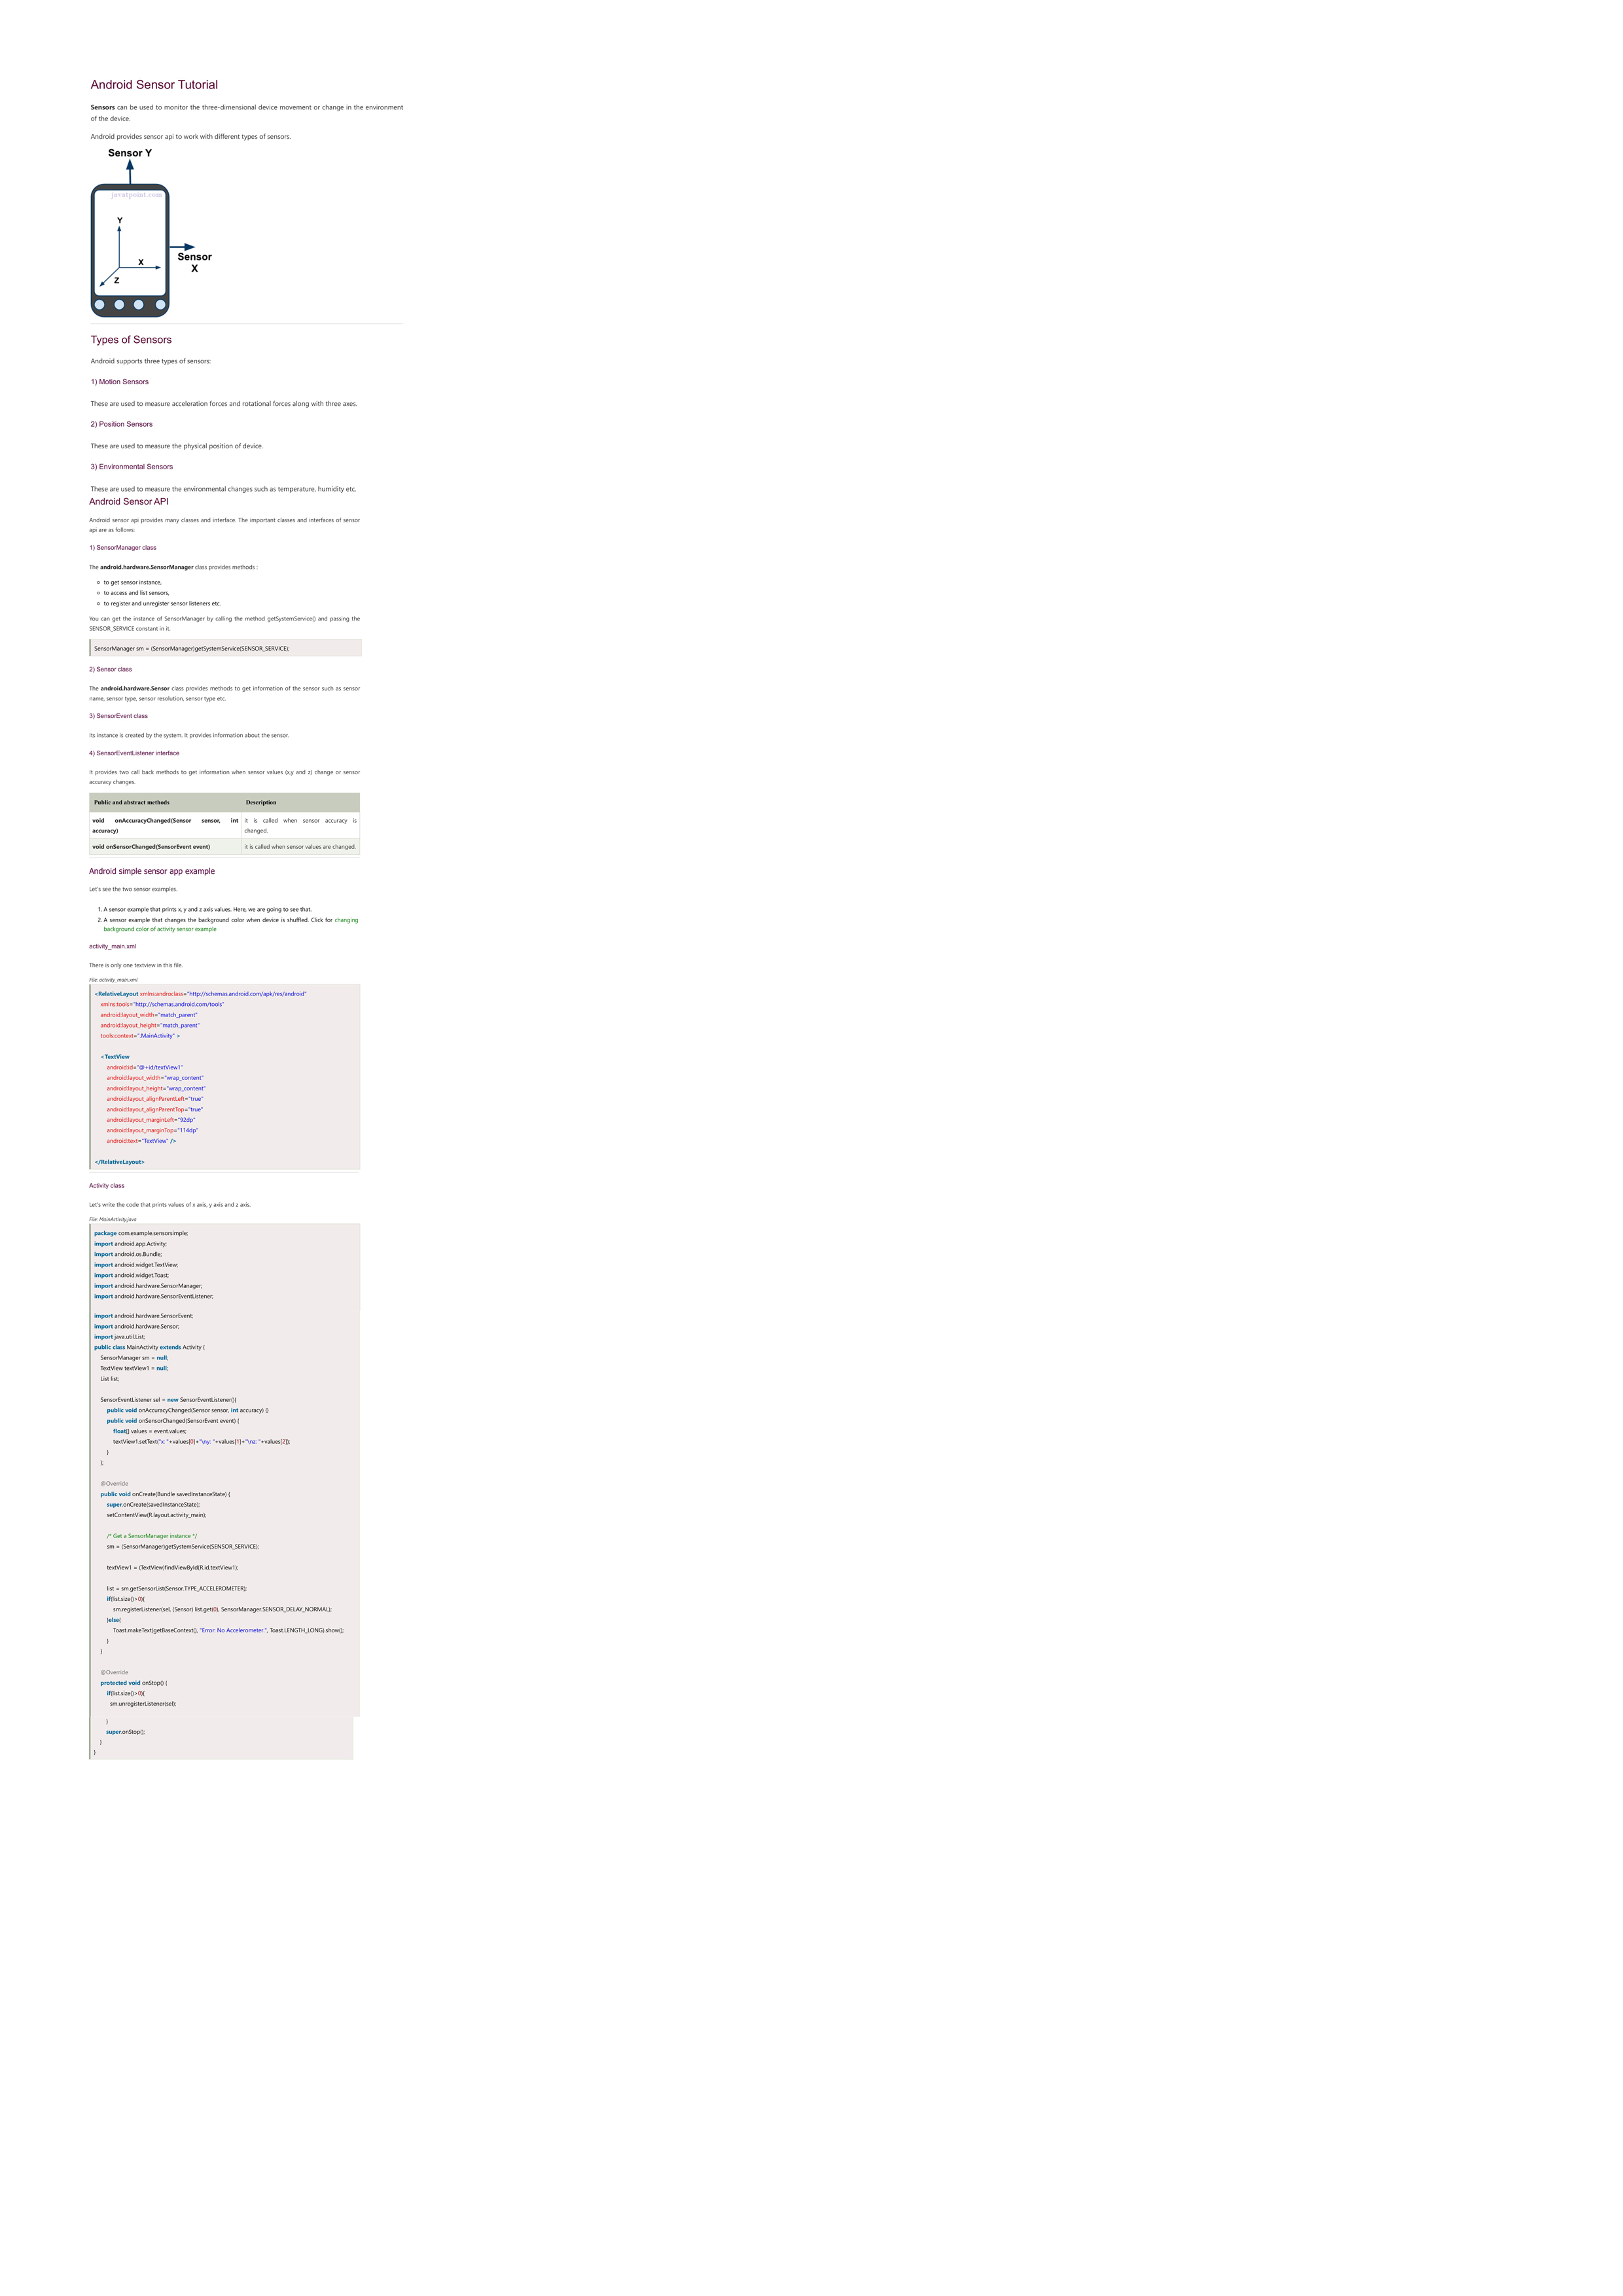 Android Sensor Tutorial
Sensors can be used to monitor the three-dimensional device movement or change in the environment
of the device.
Android provides sensor api to work with different types of sensors.
Sensor Y
javatpoint.com
Y
X
Z
Sensor
X
Types of Sensors
Android supports three types of sensors:
1) Motion Sensors
These are used to measure acceleration forces and rotational forces along with three axes.
2) Position Sensors
These are used to measure the physical position of device.
3) Environmental Sensors
These are used to measure the environmental changes such as temperature, humidity etc.
Android Sensor API
Android sensor api provides many classes and interface. The important classes and interfaces of sensor
api are as follows:
1) SensorManager class
The android.hardware.SensorManager class provides methods :
o to get sensor instance,
o to access and list sensors,
o to register and unregister sensor listeners etc.
You can get the instance of SensorManager by calling the method getSystemService() and passing the
SENSOR_SERVICE constant in it.
SensorManager sm = (SensorManager)getSystemService(SENSOR_SERVICE);
2) Sensor class
The android.hardware.Sensor class provides methods to get information of the sensor such as sensor
name, sensor type, sensor resolution, sensor type etc.
3) SensorEvent class
Its instance is created by the system. It provides information about the sensor.
4) SensorEventListener interface
It provides two call back methods to get information when sensor values (x,y and z) change or sensor
accuracy changes.
Public and abstract methods Description
void onAccuracyChanged(Sensor sensor, int it is called when sensor accuracy is
accuracy) changed.
void onSensorChanged(SensorEvent event) it is called when sensor values are changed.
Android simple sensor app example
Let's see the two sensor examples.
1. A sensor example that prints x, y and z axis values. Here, we are going to see that.
2. A sensor example that changes the background color when device is shuffled. Click for changing
background color of activity sensor example
activity_main.xml
There is only one textview in this file.
File: activity_main.xml
<RelativeLayout xmlns:androclass="http://schemas.android.com/apk/res/android"
xmlns:tools="http://schemas.android.com/tools"
android:layout_width="match_parent"
android:layout_height="match_parent"
tools:context=".MainActivity" >
<TextView
android:id="@+id/textView1"
android:layout_width="wrap_content"
android:layout_height="wrap_content"
android:layout_alignParentLeft="true"
android:layout_alignParentTop="true"
android:layout_marginLeft="92dp"
android:layout_marginTop="114dp"
android:text="TextView" />
</RelativeLayout>
Activity class
Let's write the code that prints values of x axis, y axis and z axis.
File: MainActivity.java
package com.example.sensorsimple;
import android.app.Activity;
import android.os.Bundle;
import android.widget.TextView;
import android.widget.Toast;
import android.hardware.SensorManager;
import android.hardware.SensorEventListener;
import android.hardware.SensorEvent;
import android.hardware.Sensor;
import java.util.List;
public class MainActivity extends Activity {
SensorManager sm = null;
TextView textView1 = null;
List list;
SensorEventListener sel = new SensorEventListener(){
public void onAccuracyChanged(Sensor sensor, int accuracy) {}
public void onSensorChanged(SensorEvent event) {
float[] values = event.values;
textView1.setText("x: "+values[0]+"\ny: "+values[1]+"\nz: "+values[2]);
}
};
@Override
public void onCreate(Bundle savedInstanceState) {
super.onCreate(savedInstanceState);
setContentView(R.layout.activity_main);
/* Get a SensorManager instance */
sm = (SensorManager)getSystemService(SENSOR_SERVICE);
textView1 = (TextView)findViewById(R.id.textView1);
list = sm.getSensorList(Sensor.TYPE_ACCELEROMETER);
if(list.size()>0){
sm.registerListener(sel, (Sensor) list.get(0), SensorManager.SENSOR_DELAY_NORMAL);
}else{
Toast.makeText(getBaseContext(), "Error: No Accelerometer.", Toast.LENGTH_LONG).show();
}
}
@Override
protected void onStop() {
if(list.size()>0){
sm.unregisterListener(sel);
}
super.onStop();
}
}